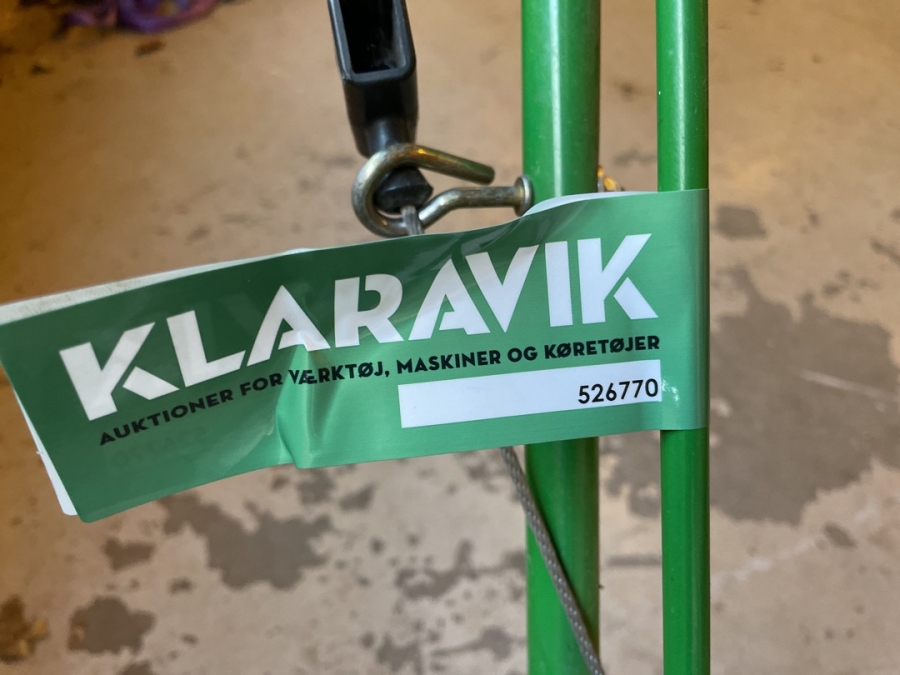 KLARAVIK
AUKTIONER FOR VÆRKTØJ, MASKINER OG KØRETØJER
526770